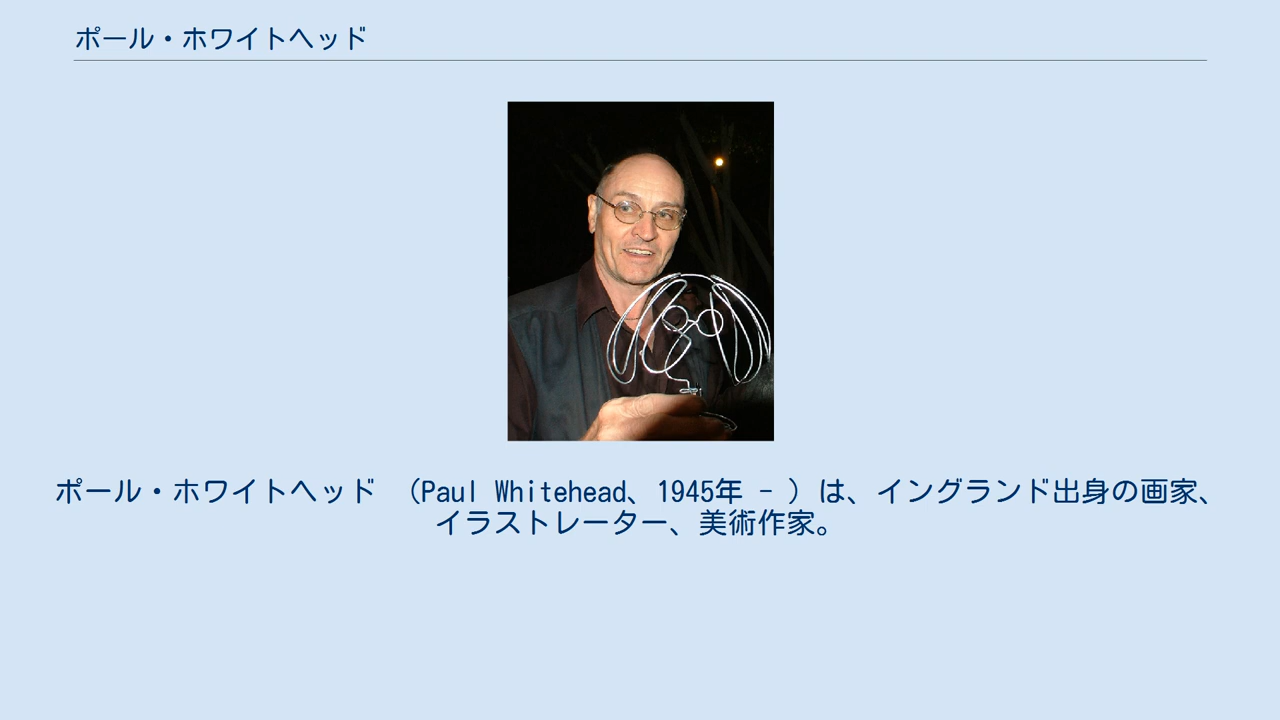 ポール・ホワイトヘッド
ポール・ホワイトヘッド （Paul Whitehead、1945年 - ）は、イングランド出身の画家、
イラストレーター、美術作家。